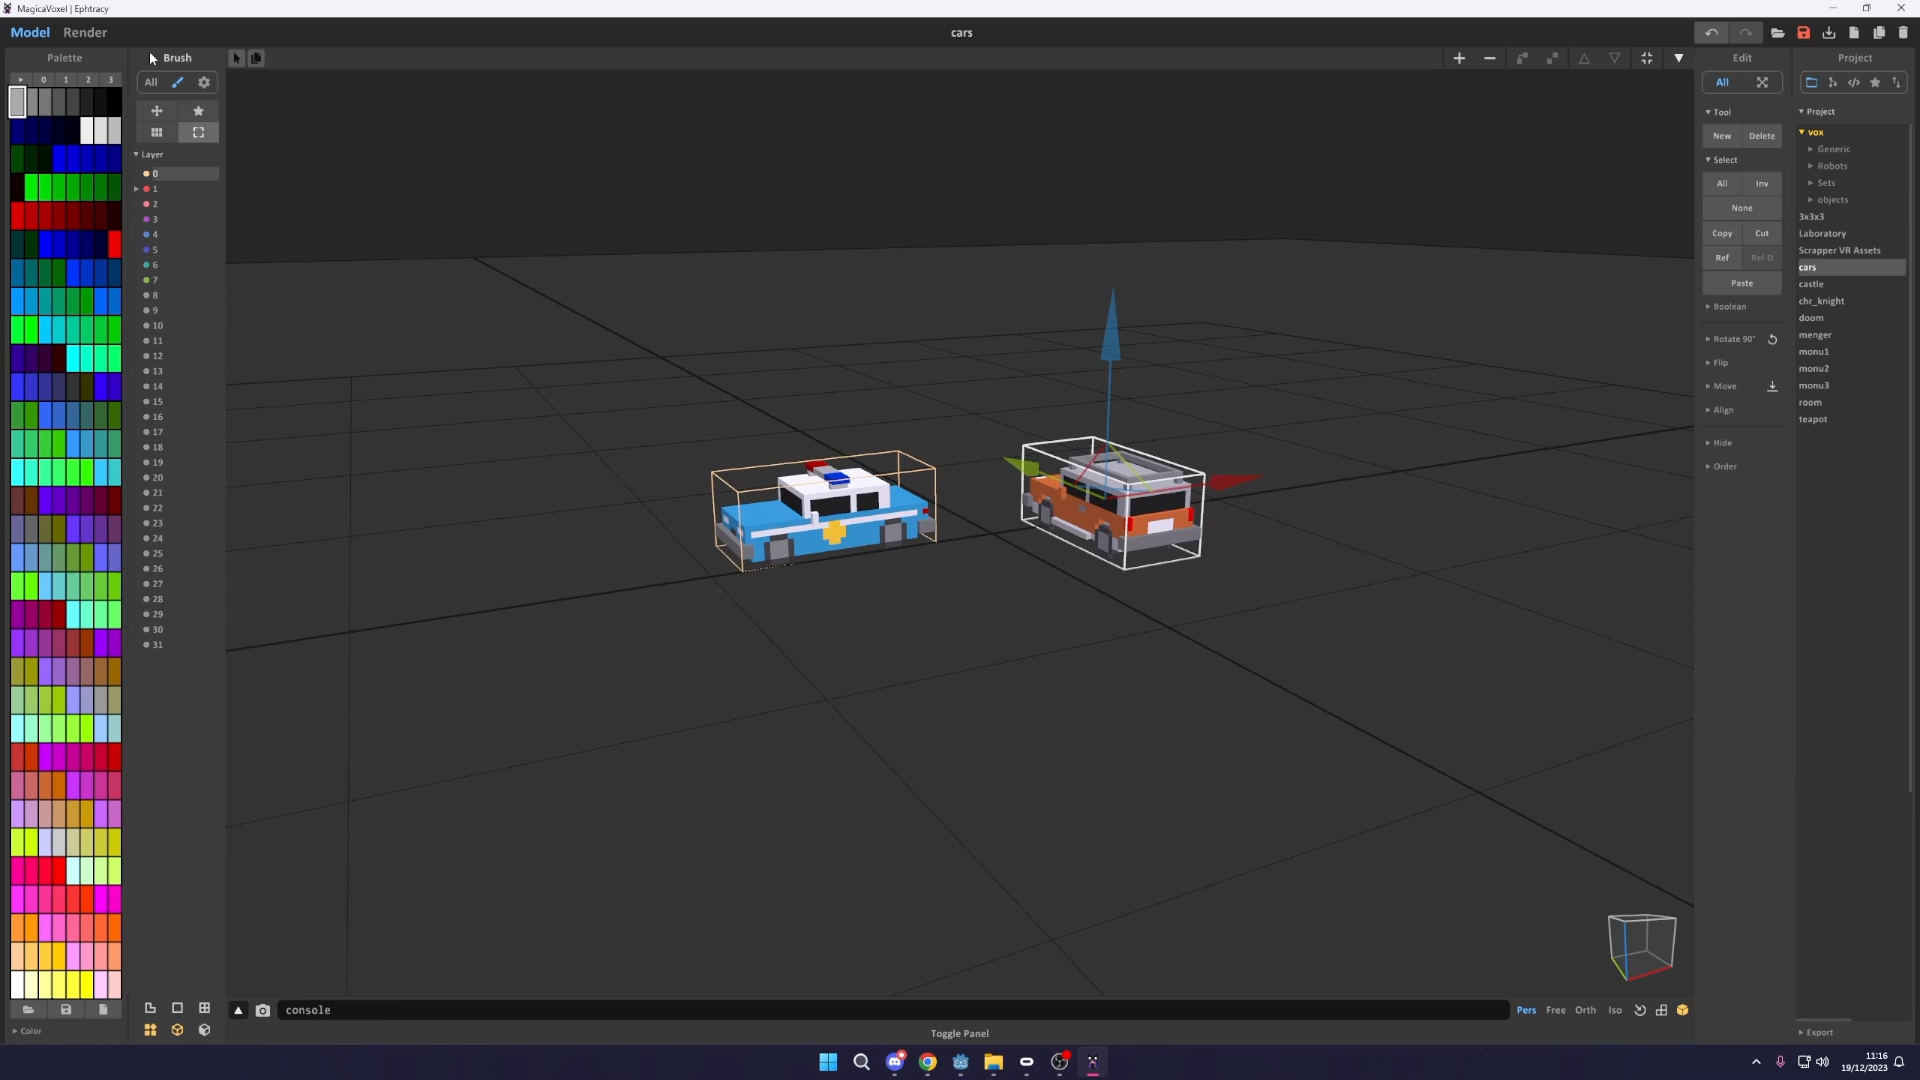 MagicaVoxel | Ephtracy
Model Render
cars
Palette
Brush
Edit
Project
0 1 2 3
All
All
Layer
0
1
2
3
4
5
6
7
8
9
10
11
12
13
14
15
16
17
18
19
20
21
22
23
24
25
26
27
28
29
30
31
Tool
New Delete
Select
All Inv
None
Copy Cut
Ref Ref-D
Paste
Boolean
Rotate 90°
Flip
Move
Align
Hide
Order
Project
vox
Generic
Robots
Sets
objects
3x3x3
Laboratory
Scrapper VR Assets
cars
castle
chr_knight
doom
menger
monu1
monu2
monu3
room
teapot
Export
Color
console
Pers Free Orth Iso
Toggle Panel
11:16
19/12/2023